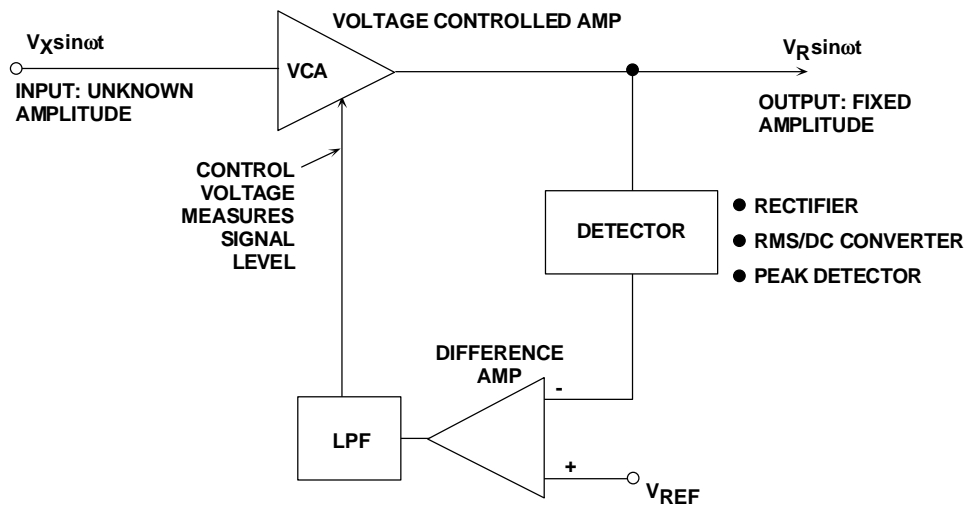 VOLTAGE CONTROLLED AMP
VXsinωt
VCA
VRsinωt
INPUT: UNKNOWN
AMPLITUDE
OUTPUT: FIXED
AMPLITUDE
CONTROL
VOLTAGE
MEASURES
SIGNAL
LEVEL
DETECTOR
● RECTIFIER
● RMS/DC CONVERTER
● PEAK DETECTOR
DIFFERENCE
AMP
-
LPF
+
VREF